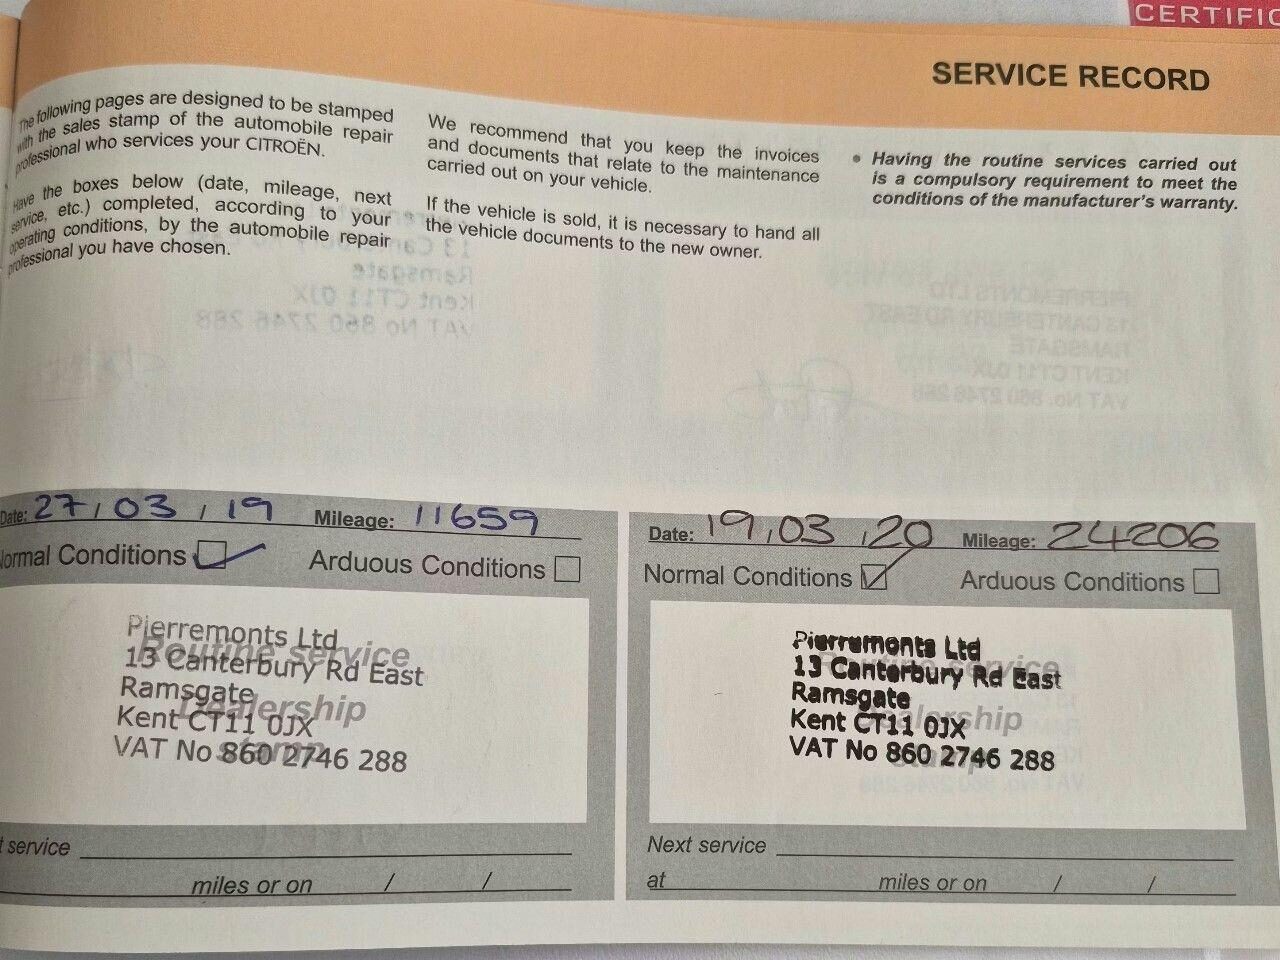 CERTIFIC
SERVICE RECORD
The following pages are designed to be stamped
with the sales stamp of the automobile repair
professional who services your CITROËN.
Have the boxes below (date, mileage, next
service, etc.) completed, according to your
operating conditions, by the automobile repair
professional you have chosen.
We recommend that you keep the invoices
and documents that relate to the maintenance
carried out on your vehicle.
If the vehicle is sold, it is necessary to hand all
the vehicle documents to the new owner.
• Having the routine services carried out
is a compulsory requirement to meet the
conditions of the manufacturer's warranty.
Date: 27 / 03 / 19 Mileage: 11659
Normal Conditions Arduous Conditions
Routine service
Dealership
stamp
Pierremonts Ltd
13 Canterbury Rd East
Ramsgate
Kent CT11 0JX
VAT No 860 2746 288
t service
miles or on / /
Date: 19 / 03 / 20 Mileage: 24206
Normal Conditions Arduous Conditions
Routine service
Dealership
stamp
Pierremonts Ltd
13 Canterbury Rd East
Ramsgate
Kent CT11 0JX
VAT No 860 2746 288
Next service
at miles or on / /